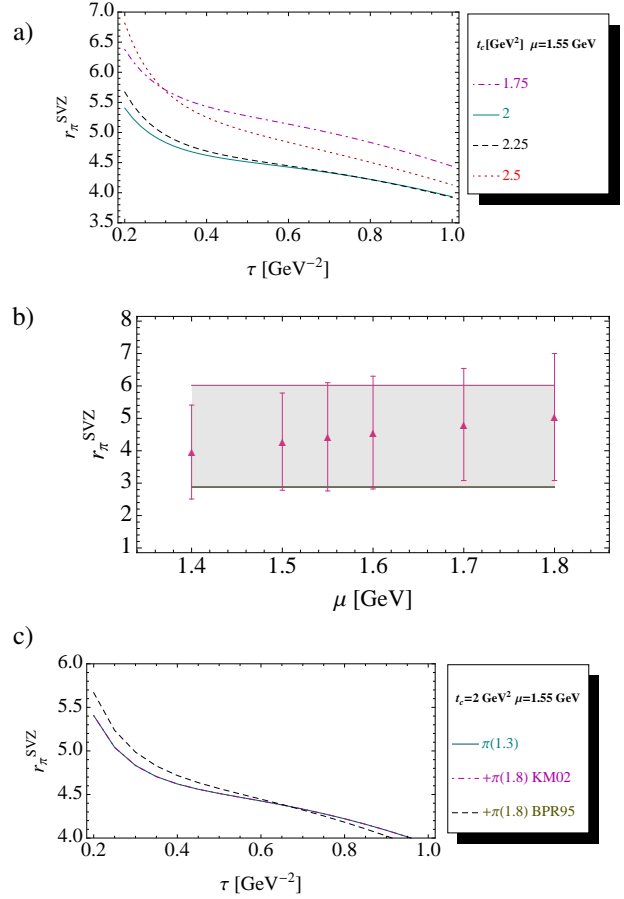 a)
7.0
6.5
6.0
5.5
5.0
4.5
4.0
3.5
r_π^SVZ
0.2 0.4 0.6 0.8 1.0
τ [GeV⁻²]
t_c[GeV²] μ=1.55 GeV
1.75
2
2.25
2.5
b)
8
7
6
5
4
3
2
1
r_π^SVZ
1.4 1.5 1.6 1.7 1.8
μ [GeV]
c)
6.0
5.5
5.0
4.5
4.0
r_π^SVZ
0.2 0.4 0.6 0.8 1.0
τ [GeV⁻²]
t_c=2 GeV² μ=1.55 GeV
π(1.3)
+π(1.8) KM02
+π(1.8) BPR95